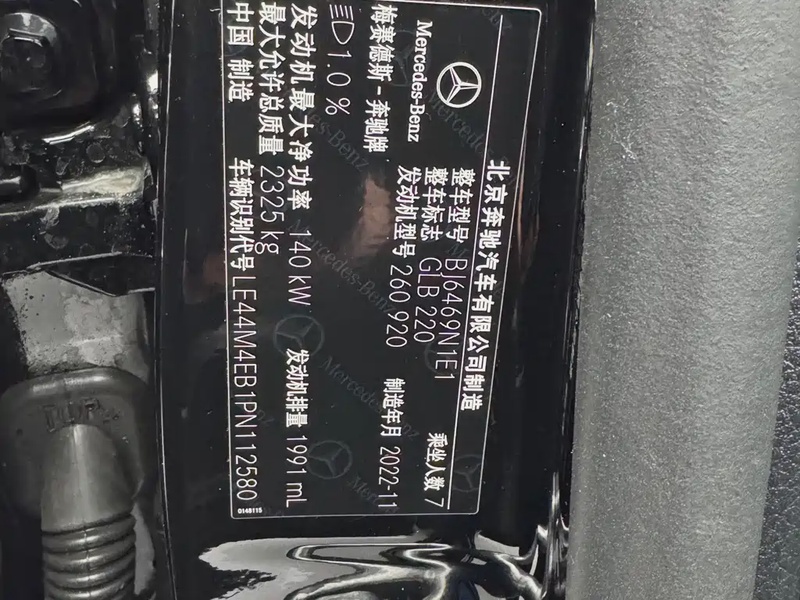 北京奔驰汽车有限公司制造
Mercedes-Benz
梅赛德斯-奔驰牌
整车型号 BJ6469N1E1
整车标志 GLB 220
乘坐人数 7
发动机型号 260 920
制造年月 2022-11
1.0 %
发动机最大净功率 140 kW
发动机排量 1991 mL
最大允许总质量 2325 kg
中国 制造
车辆识别代号 LE44M4EB1PN112580
0148115